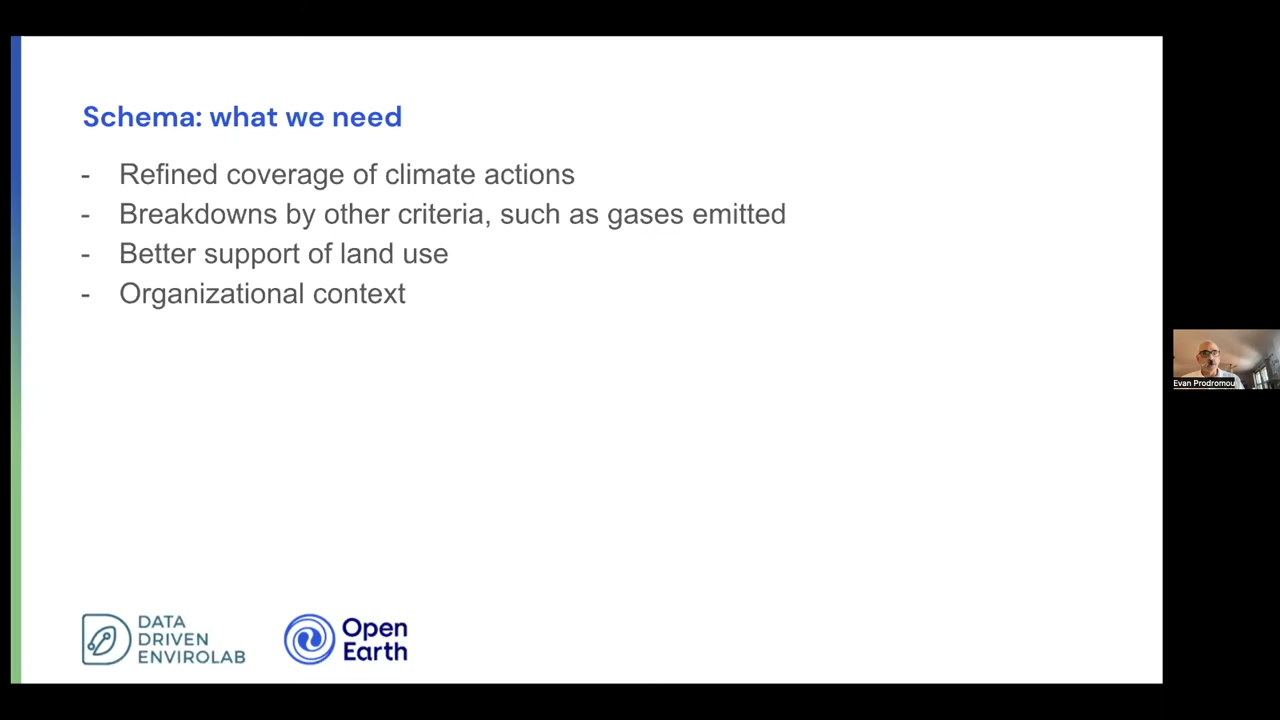 Schema: what we need
- Refined coverage of climate actions
- Breakdowns by other criteria, such as gases emitted
- Better support of land use
- Organizational context
Evan Prodromou
DATA
DRIVEN
ENVIROLAB
Open
Earth